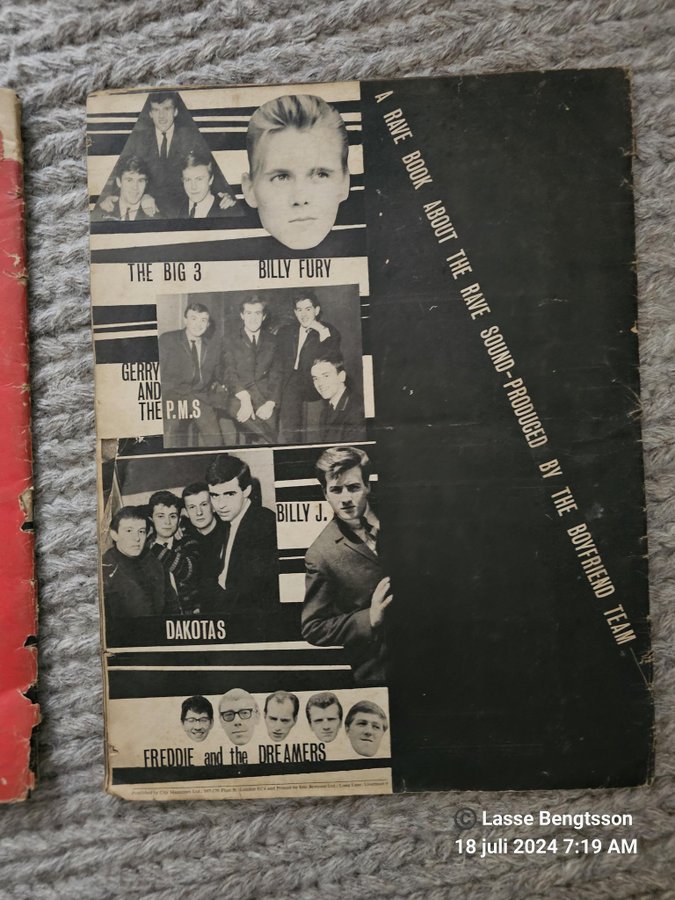 THE BIG 3
BILLY FURY
GERRY
AND
THE P.M.S
BILLY J.
DAKOTAS
FREDDIE and the DREAMERS
A RAVE BOOK ABOUT THE RAVE SOUND-PRODUCED BY THE BOYFRIEND TEAM
© Lasse Bengtsson
18 juli 2024 7:19 AM